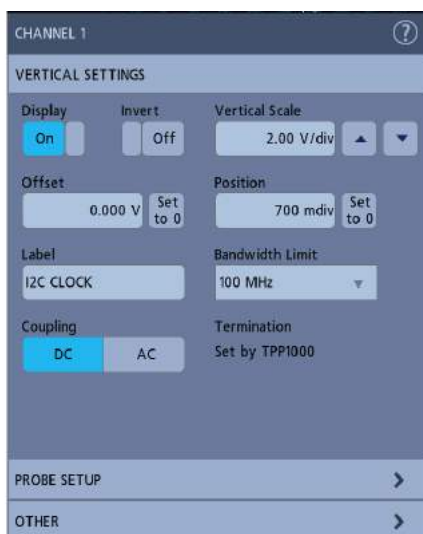 CHANNEL 1 ?
VERTICAL SETTINGS
Display Invert Vertical Scale
On Off 2.00 V/div
Offset Position
0.000 V Set to 0 700 mdiv Set to 0
Label Bandwidth Limit
I2C CLOCK 100 MHz
Coupling Termination
DC AC Set by TPP1000
PROBE SETUP
OTHER